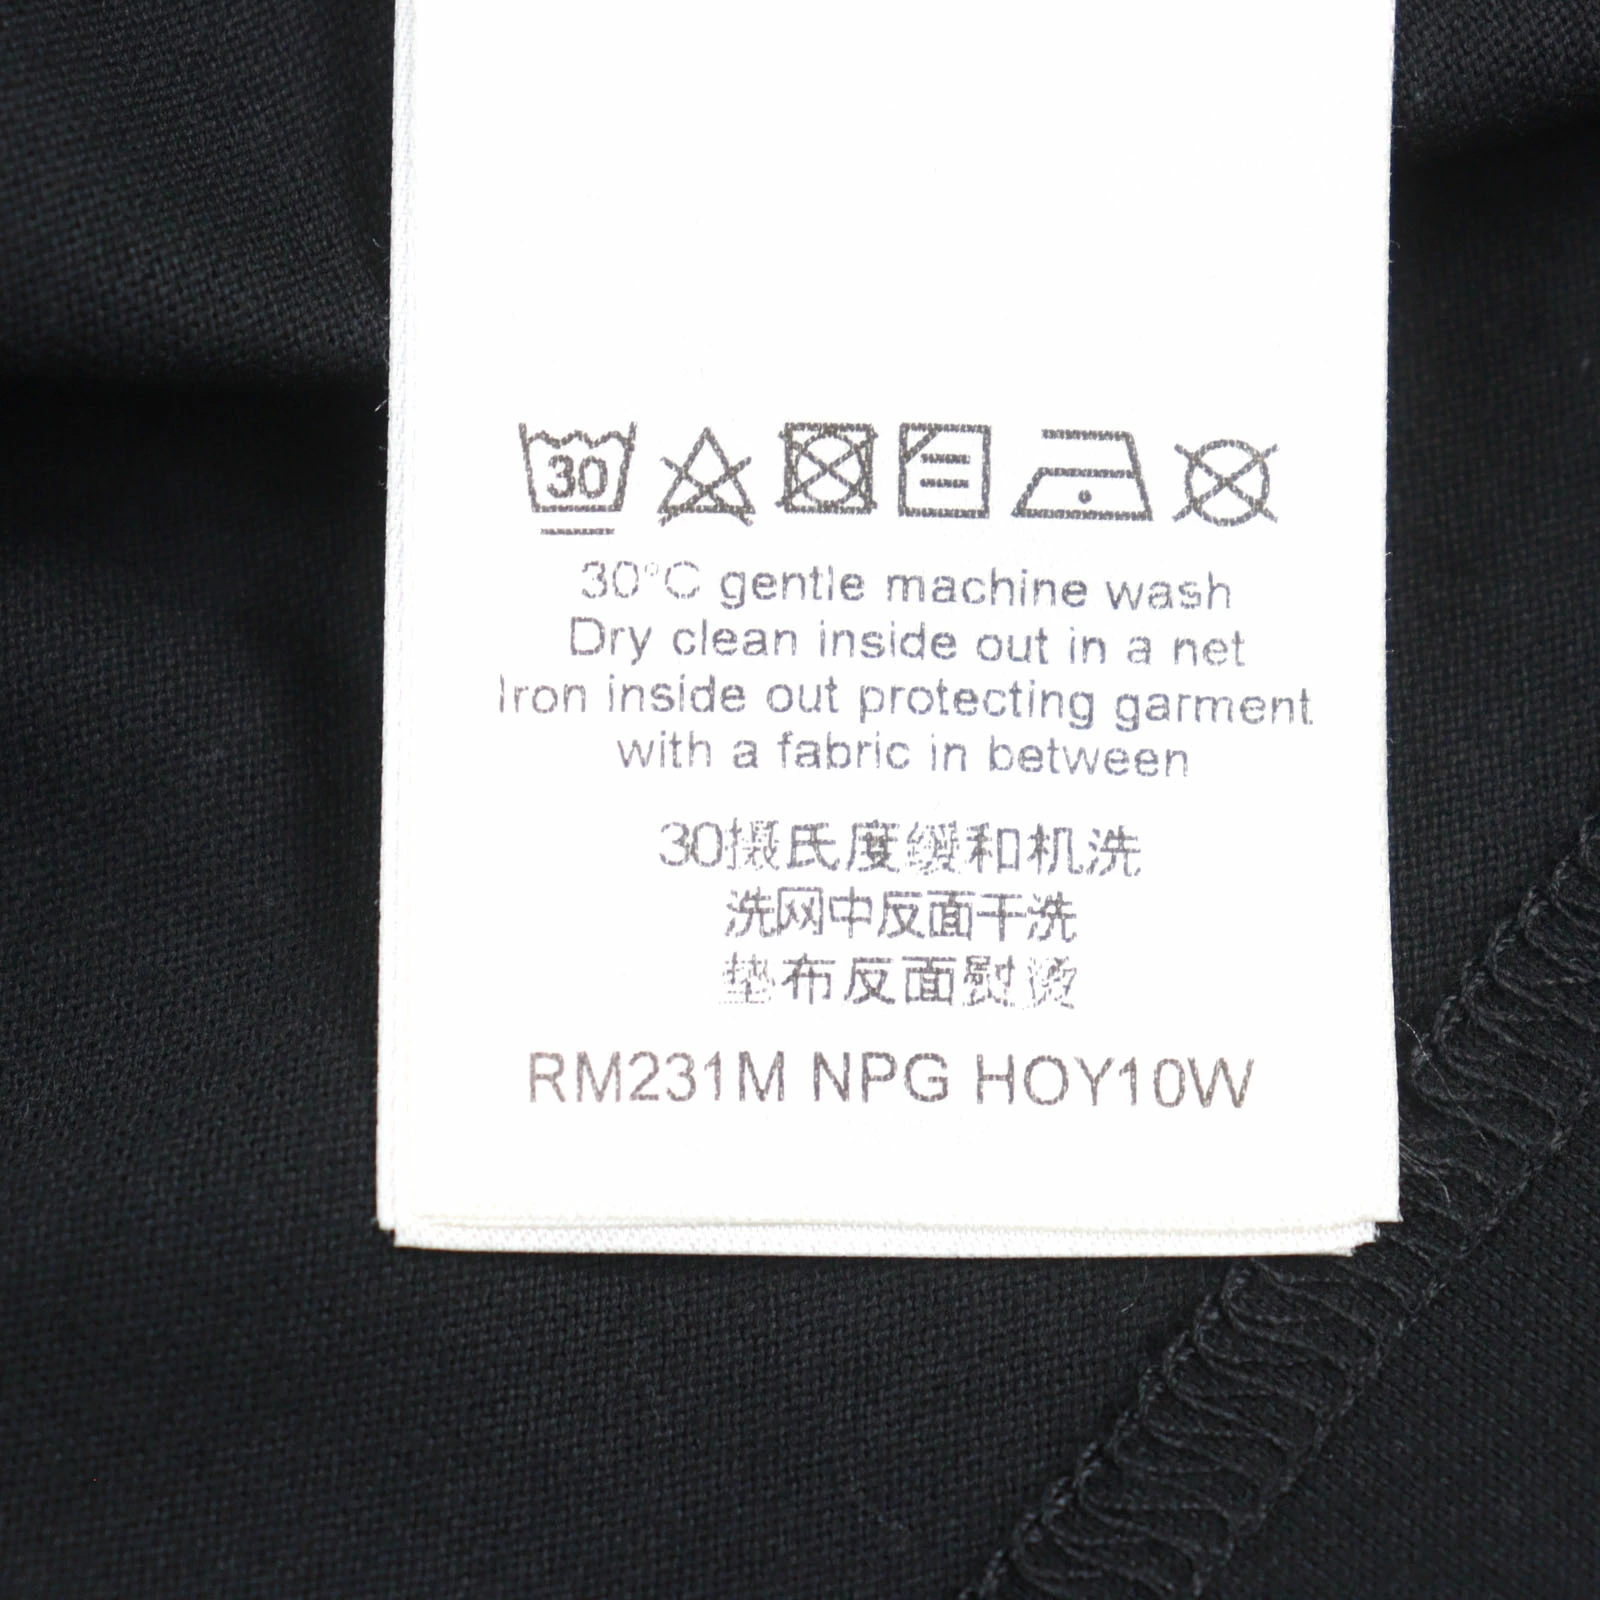 30
30°C gentle machine wash
Dry clean inside out in a net
Iron inside out protecting garment
with a fabric in between
30摄氏度缓和机洗
洗网中反面干洗
垫布反面熨烫
RM231M NPG HOY10W